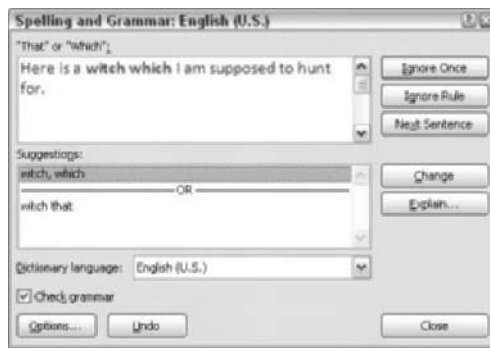 Spelling and Grammar: English (U.S.)
"That" or "Which":
Here is a witch which I am supposed to hunt
for.
Ignore Once
Ignore Rule
Next Sentence
Suggestions:
witch, which
OR
witch that
Change
Explain...
Dictionary language: English (U.S.)
Check grammar
Options... Undo Close